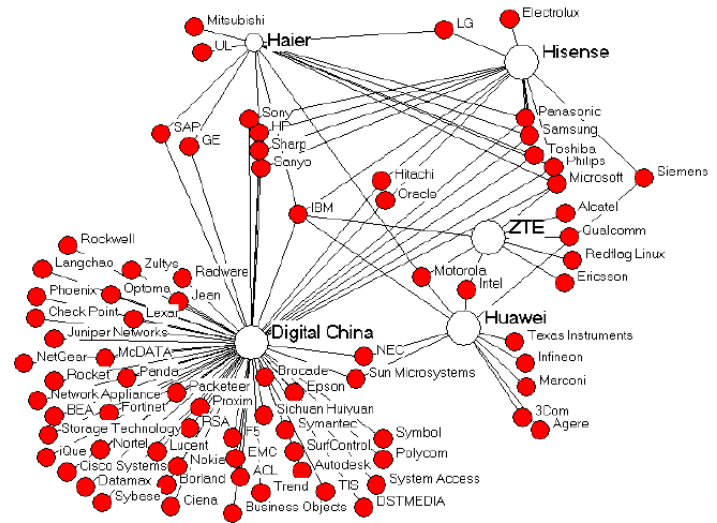 Mitsubishi
Electrolux
LG
UL
Haier
Hisense
Sony
Panasonic
SAP
HP
Samsung
GE
Sharp
Toshiba
Sanyo
Philips
Hitachi
Microsoft
Siemens
Oracle
IBM
Alcatel
ZTE
Qualcomm
Rockwell
Redflag Linux
Langchao
Zultys
Radware
Motorola
Ericsson
Phoenix
Optoma
Jean
Intel
Check Point
Lexar
Digital China
Huawei
Juniper Networks
Texas Instruments
NetGear
McDATA
NEC
Infineon
Rocket
Panda
Brocade
Sun Microsystems
Marconi
Network Appliance
Packeteer
Epson
BEA
Fortinet
Proxim
Sichuan Huiyuan
3Com
Storage Technology
RSA
Symantec
Agere
iQue
Nortel
Lucent
F5
SurfControl
Symbol
Cisco Systems
Nokia
EMC
Polycom
Datamax
Borland
ACL
Autodesk
System Access
Sybase
Ciena
Trend
TIS
Business Objects
DSTMEDIA